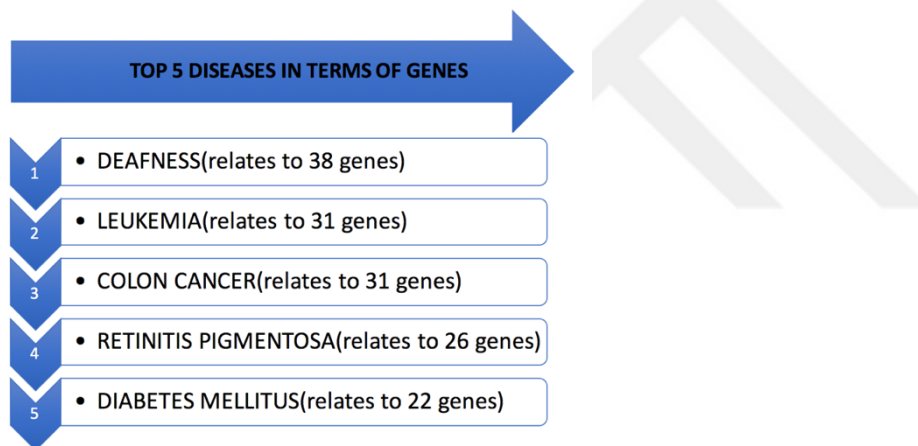 TOP 5 DISEASES IN TERMS OF GENES
1 • DEAFNESS(relates to 38 genes)
2 • LEUKEMIA(relates to 31 genes)
3 • COLON CANCER(relates to 31 genes)
4 • RETINITIS PIGMENTOSA(relates to 26 genes)
5 • DIABETES MELLITUS(relates to 22 genes)